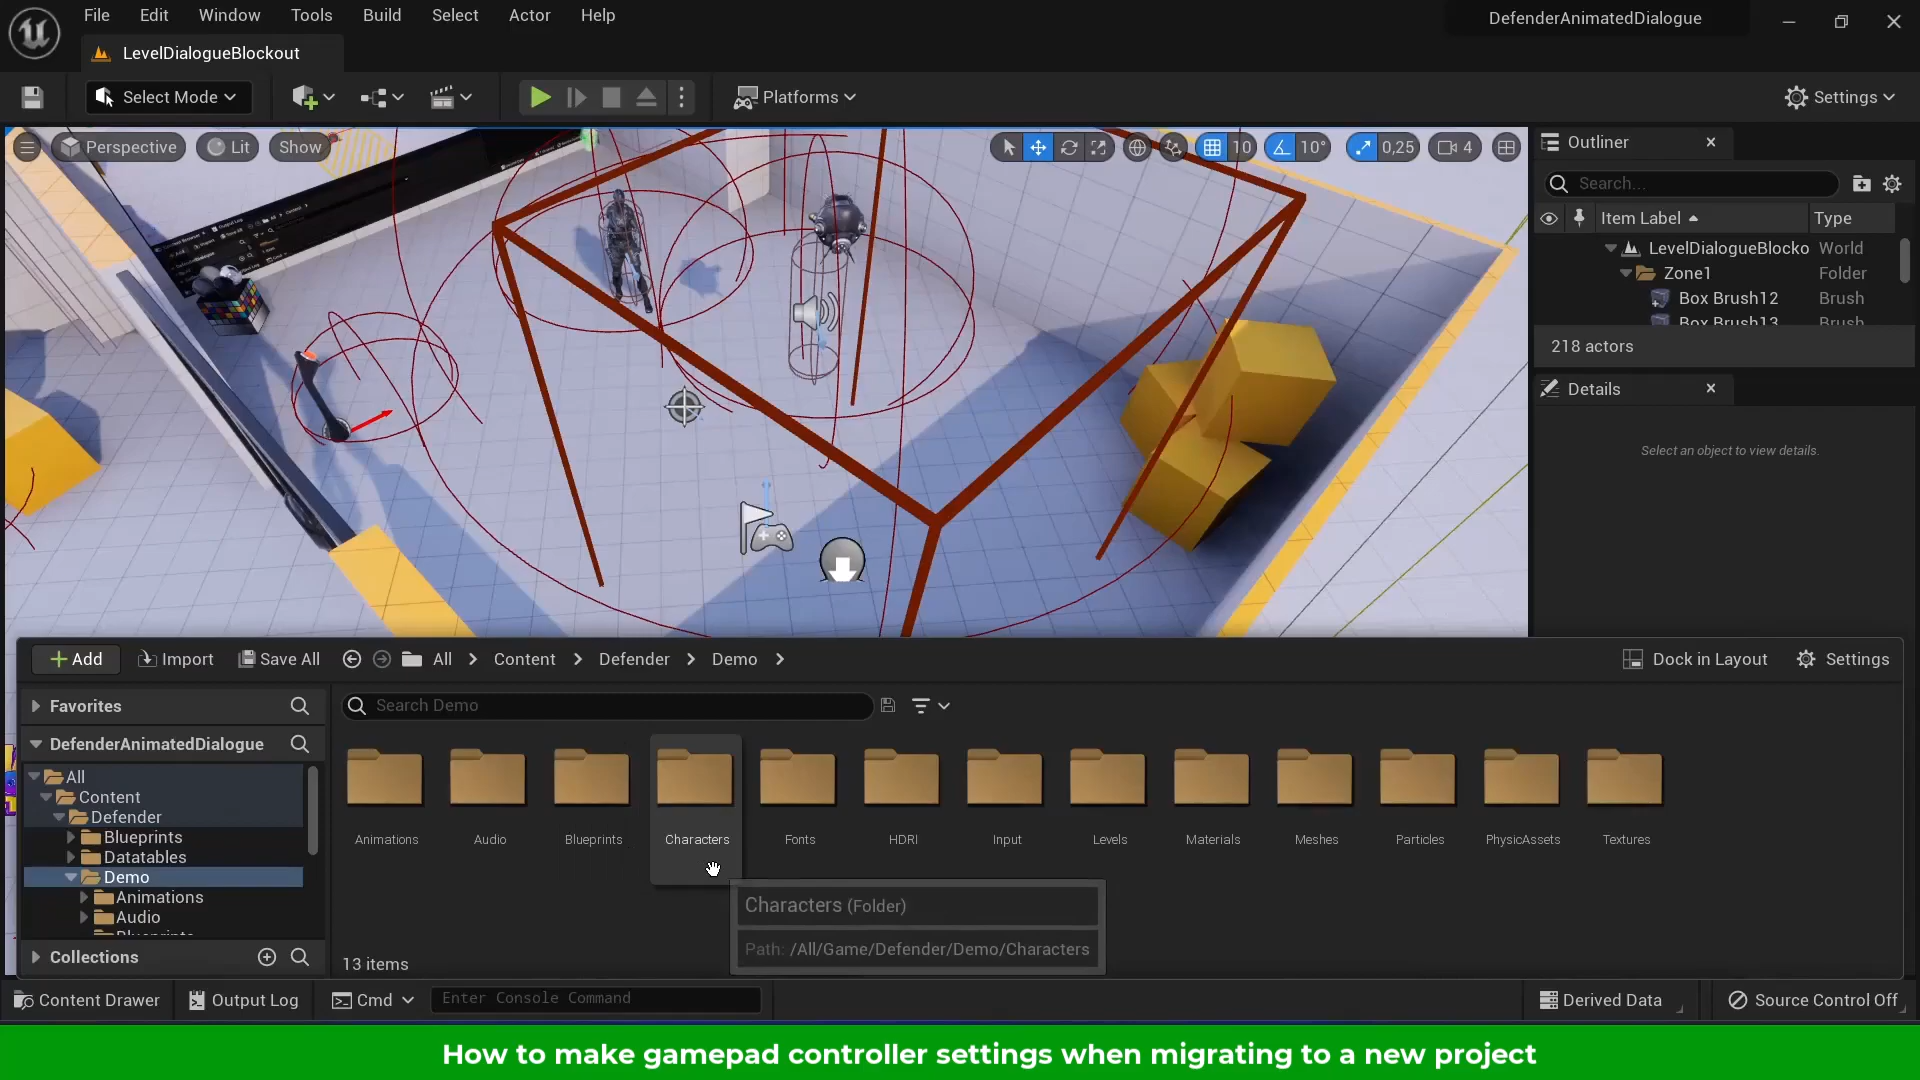 File Edit Window Tools Build Select Actor Help
DefenderAnimatedDialogue
LevelDialogueBlockout
Select Mode
Platforms
Settings
Perspective
Lit
Show
10
10°
0,25
4
Outliner
Search...
Item Label
Type
LevelDialogueBlocko World
Zone1 Folder
Box Brush12 Brush
Box Brush13 Brush
218 actors
Details
Select an object to view details.
Add
Import
Save All
All
Content
Defender
Demo
Dock in Layout
Settings
Favorites
Search Demo
DefenderAnimatedDialogue
All
Content
Defender
Blueprints
Datatables
Demo
Animations
Audio
Blueprints
Collections
Animations Audio Blueprints Characters Fonts HDRI Input Levels Materials Meshes Particles PhysicAssets Textures
Characters (Folder)
Path: /All/Game/Defender/Demo/Characters
13 items
Content Drawer
Output Log
Cmd
Enter Console Command
Derived Data
Source Control Off
How to make gamepad controller settings when migrating to a new project